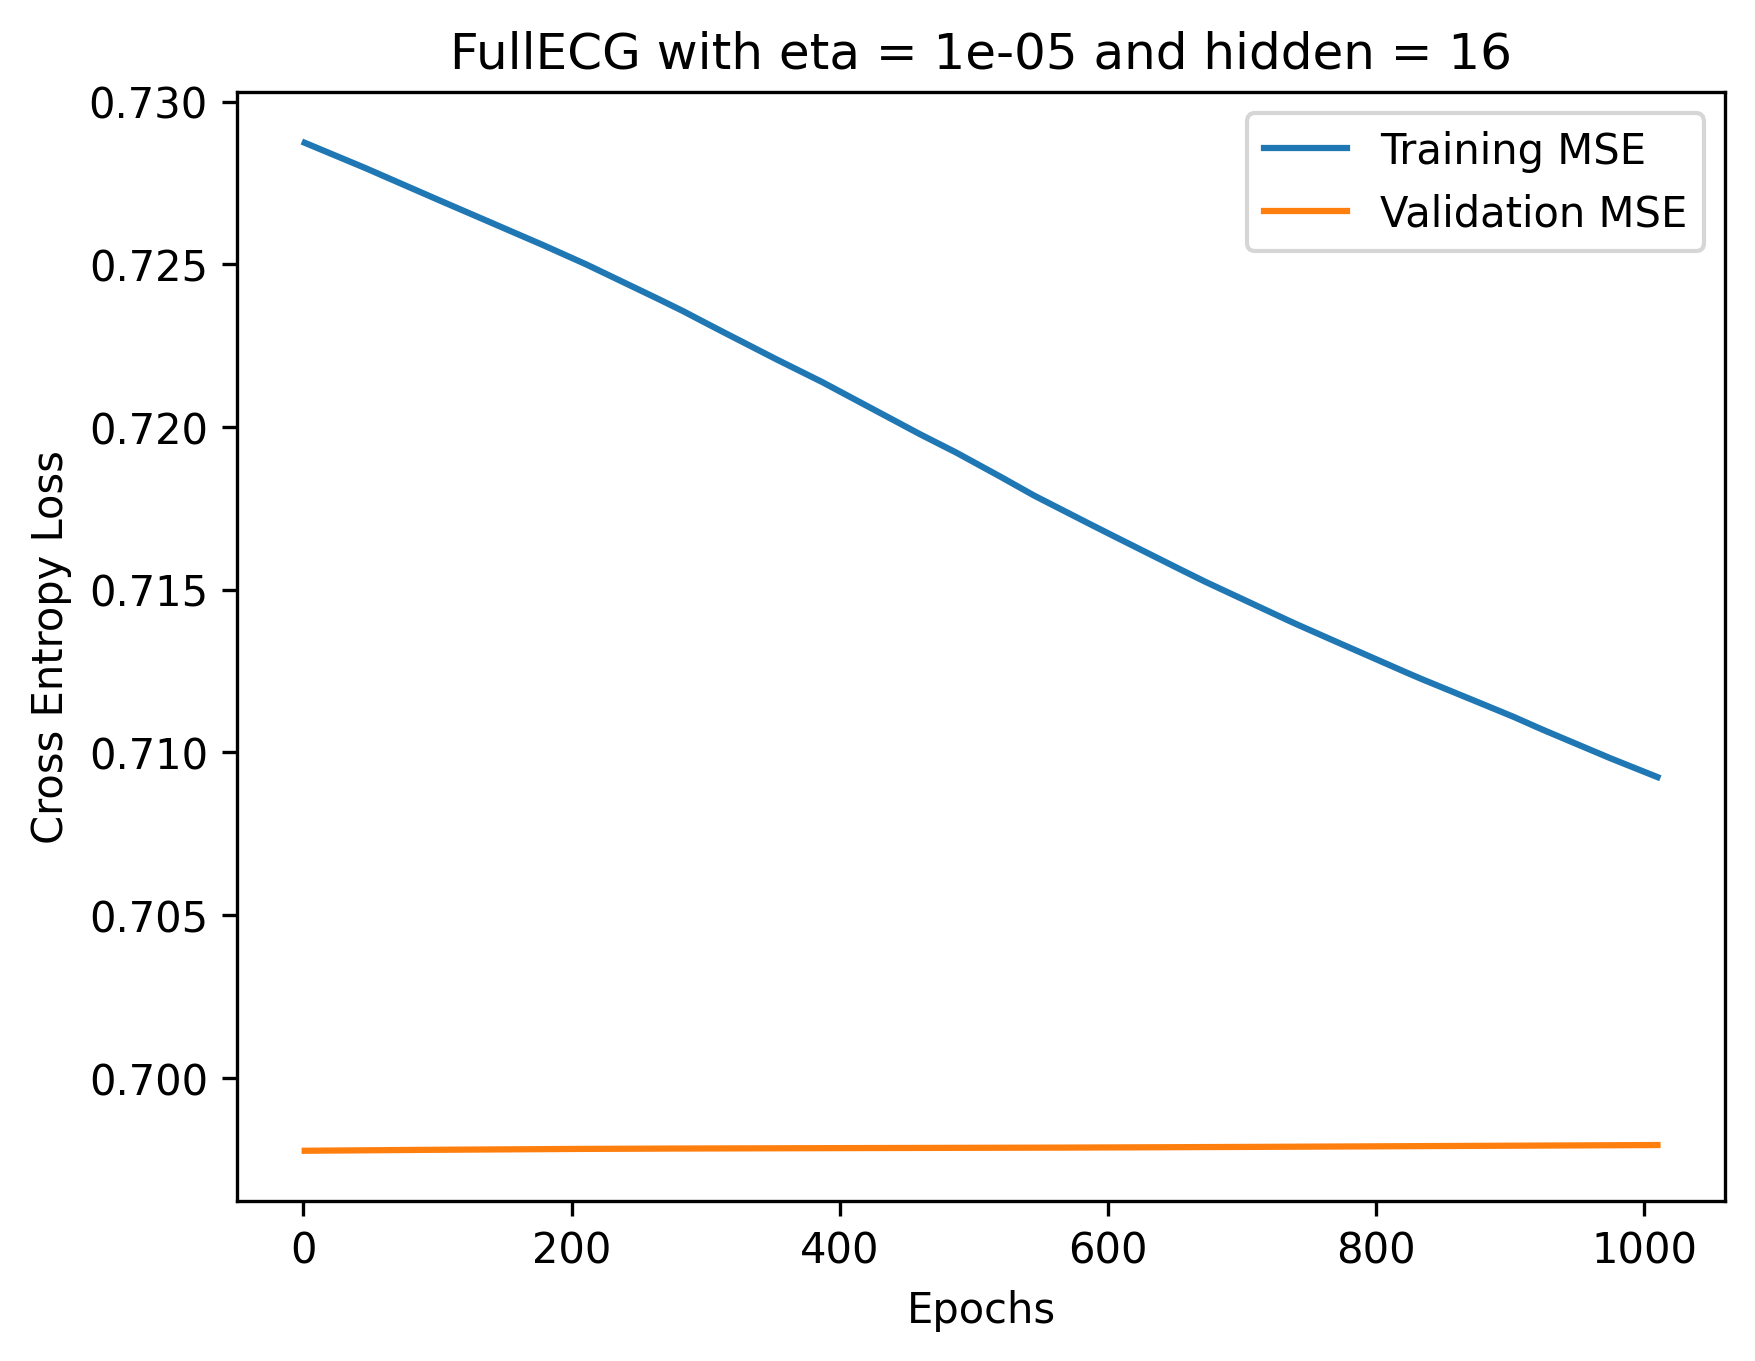 FullECG with eta = 1e-05 and hidden = 16
0.730
0.725
0.720
0.715
0.710
0.705
0.700
Cross Entropy Loss
Training MSE
Validation MSE
0 200 400 600 800 1000
Epochs